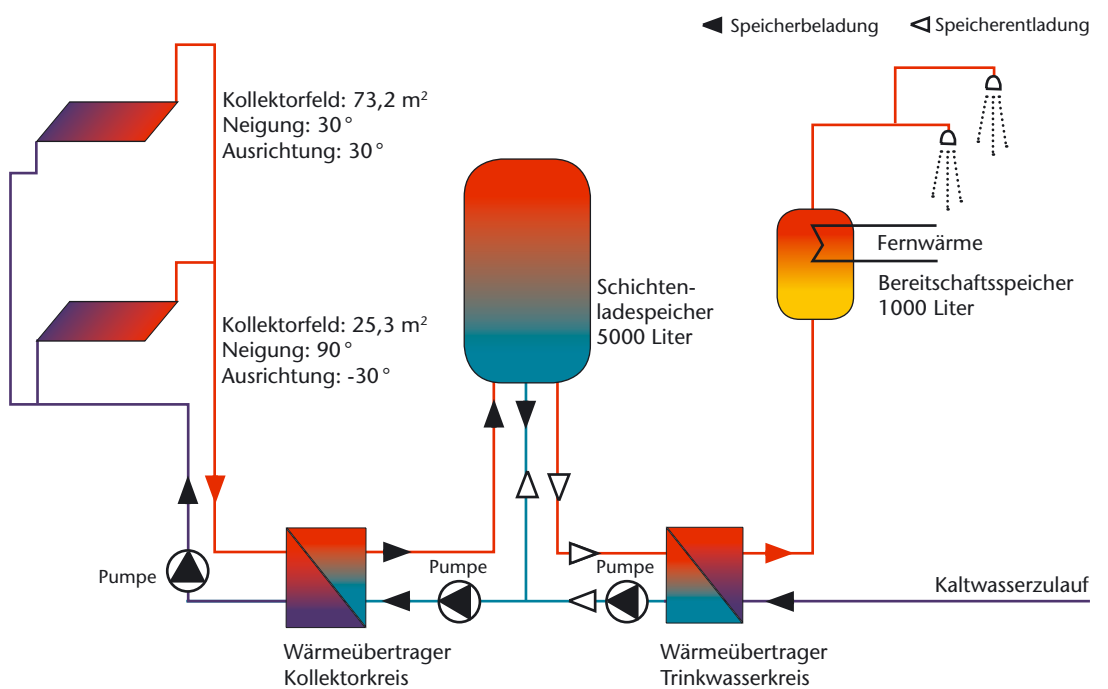 Speicherbeladung
Speicherentladung
Kollektorfeld: 73,2 m²
Neigung: 30°
Ausrichtung: 30°
Kollektorfeld: 25,3 m²
Neigung: 90°
Ausrichtung: -30°
Schichten-
ladespeicher
5000 Liter
Fernwärme
Bereitschaftsspeicher
1000 Liter
Pumpe
Pumpe
Pumpe
Kaltwasserzulauf
Wärmeübertrager
Kollektorkreis
Wärmeübertrager
Trinkwasserkreis